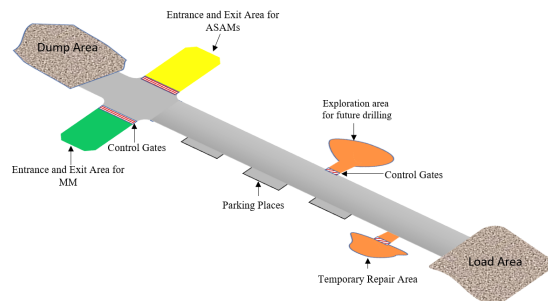 Entrance and Exit Area for
ASAMs
Dump Area
Exploration area
for future drilling
Control Gates
Entrance and Exit Area for
MM
Control Gates
Parking Places
Load Area
Temporary Repair Area